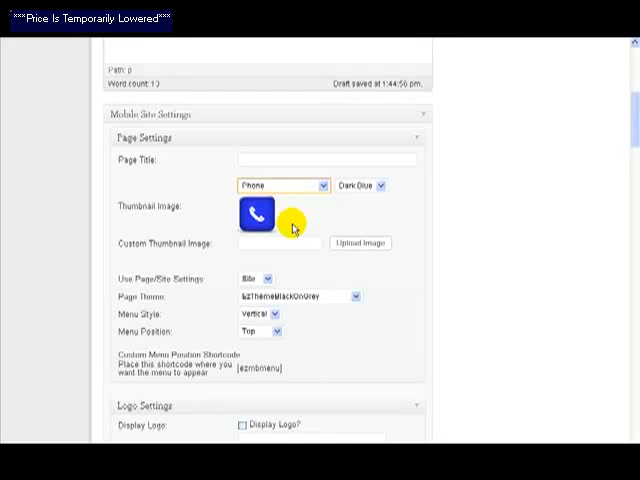 ***Price Is Temporarily Lowered***
Path: p
Word count: 10 Draft saved at 1:44:56 pm.
Mobile Site Settings
Page Settings
Page Title:
Phone Dark Blue
Thumbnail Image:
Custom Thumbnail Image: Upload Image
Use Page/Site Settings: Site
Page Theme: EzThemeBlackOnGrey
Menu Style: Vertical
Menu Position: Top
Custom Menu Position Shortcode
Place this shortcode where you
want the menu to appear [ezmbmenu]
Logo Settings
Display Logo: Display Logo?